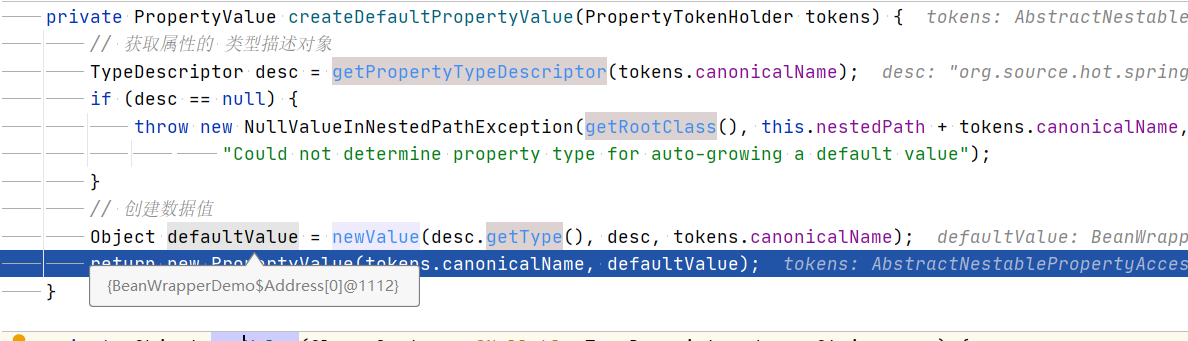 private PropertyValue createDefaultPropertyValue(PropertyTokenHolder tokens) { tokens: AbstractNestable
// 获取属性的 类型描述对象
TypeDescriptor desc = getPropertyTypeDescriptor(tokens.canonicalName); desc: "org.source.hot.spring
if (desc == null) {
throw new NullValueInNestedPathException(getRootClass(), this.nestedPath + tokens.canonicalName,
"Could not determine property type for auto-growing a default value");
}
// 创建数据值
Object defaultValue = newValue(desc.getType(), desc, tokens.canonicalName); defaultValue: BeanWrapp
return new PropertyValue(tokens.canonicalName, defaultValue); tokens: AbstractNestablePropertyAcces
{BeanWrapperDemo$Address[0]@1112}
}